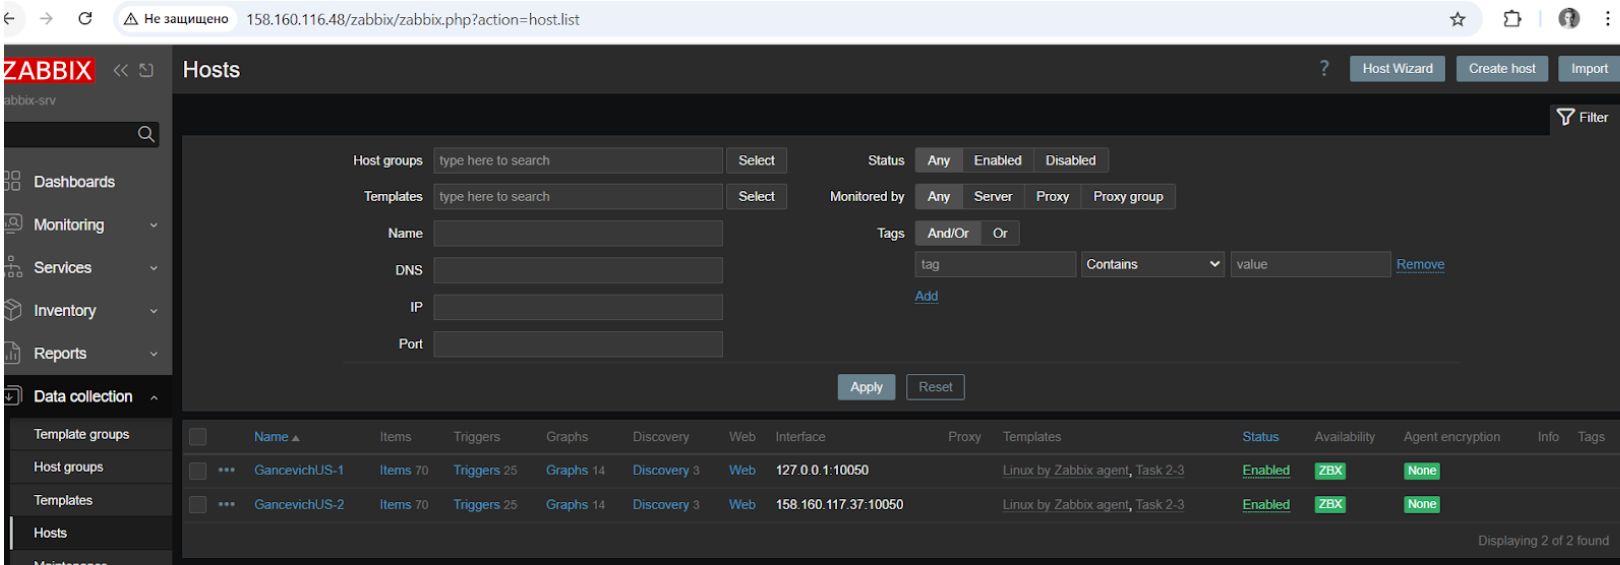 Не защищено 158.160.116.48/zabbix/zabbix.php?action=host.list
ZABBIX
abbix-srv
Hosts
? Host Wizard Create host Import
Filter
Dashboards
Monitoring
Services
Inventory
Reports
Data collection
Template groups
Host groups
Templates
Hosts
Maintenance
Host groups type here to search Select
Templates type here to search Select
Name
DNS
IP
Port
Status Any Enabled Disabled
Monitored by Any Server Proxy Proxy group
Tags And/Or Or
tag Contains value Remove
Add
Apply Reset
Name Items Triggers Graphs Discovery Web Interface Proxy Templates Status Availability Agent encryption Info Tags
GancevichUS-1 Items 70 Triggers 25 Graphs 14 Discovery 3 Web 127.0.0.1:10050 Linux by Zabbix agent, Task 2-3 Enabled ZBX None
GancevichUS-2 Items 70 Triggers 25 Graphs 14 Discovery 3 Web 158.160.117.37:10050 Linux by Zabbix agent, Task 2-3 Enabled ZBX None
Displaying 2 of 2 found